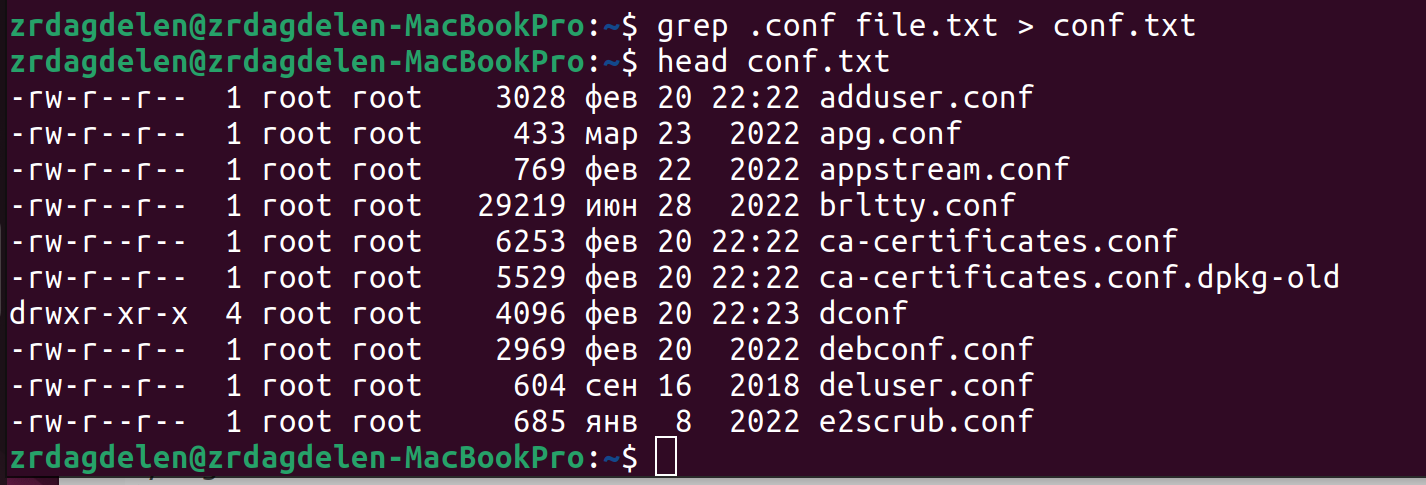 zrdagdelen@zrdagdelen-MacBookPro:~$ grep .conf file.txt > conf.txt
zrdagdelen@zrdagdelen-MacBookPro:~$ head conf.txt
-rw-r--r--  1 root root    3028 фев 20 22:22 adduser.conf
-rw-r--r--  1 root root     433 мар 23  2022 apg.conf
-rw-r--r--  1 root root     769 фев 22  2022 appstream.conf
-rw-r--r--  1 root root   29219 июн 28  2022 brltty.conf
-rw-r--r--  1 root root    6253 фев 20 22:22 ca-certificates.conf
-rw-r--r--  1 root root    5529 фев 20 22:22 ca-certificates.conf.dpkg-old
drwxr-xr-x  4 root root    4096 фев 20 22:23 dconf
-rw-r--r--  1 root root    2969 фев 20  2022 debconf.conf
-rw-r--r--  1 root root     604 сен 16  2018 deluser.conf
-rw-r--r--  1 root root     685 янв  8  2022 e2scrub.conf
zrdagdelen@zrdagdelen-MacBookPro:~$